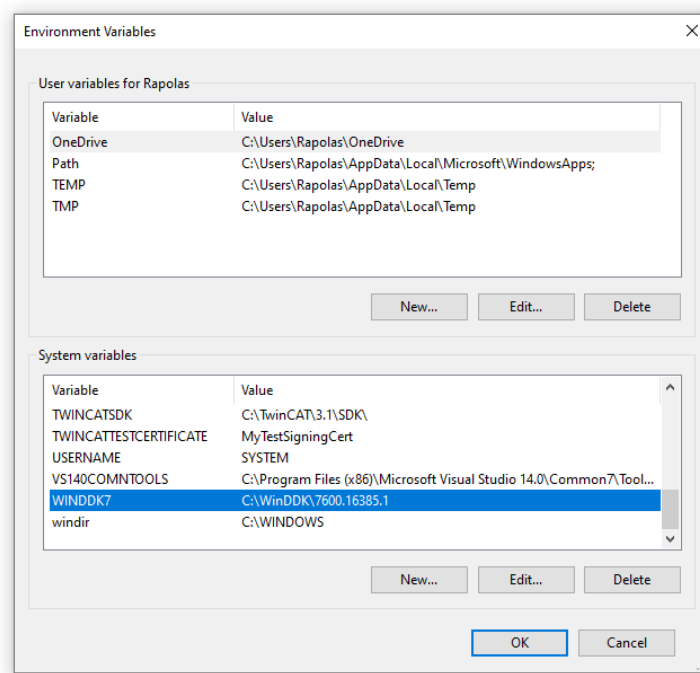 Environment Variables
User variables for Rapolas
Variable Value
OneDrive C:\Users\Rapolas\OneDrive
Path C:\Users\Rapolas\AppData\Local\Microsoft\WindowsApps;
TEMP C:\Users\Rapolas\AppData\Local\Temp
TMP C:\Users\Rapolas\AppData\Local\Temp
New... Edit... Delete
System variables
Variable Value
TWINCATSDK C:\TwinCAT\3.1\SDK\
TWINCATTESTCERTIFICATE MyTestSigningCert
USERNAME SYSTEM
VS140COMNTOOLS C:\Program Files (x86)\Microsoft Visual Studio 14.0\Common7\Tool...
WINDDK7 C:\WinDDK\7600.16385.1
windir C:\WINDOWS
New... Edit... Delete
OK Cancel